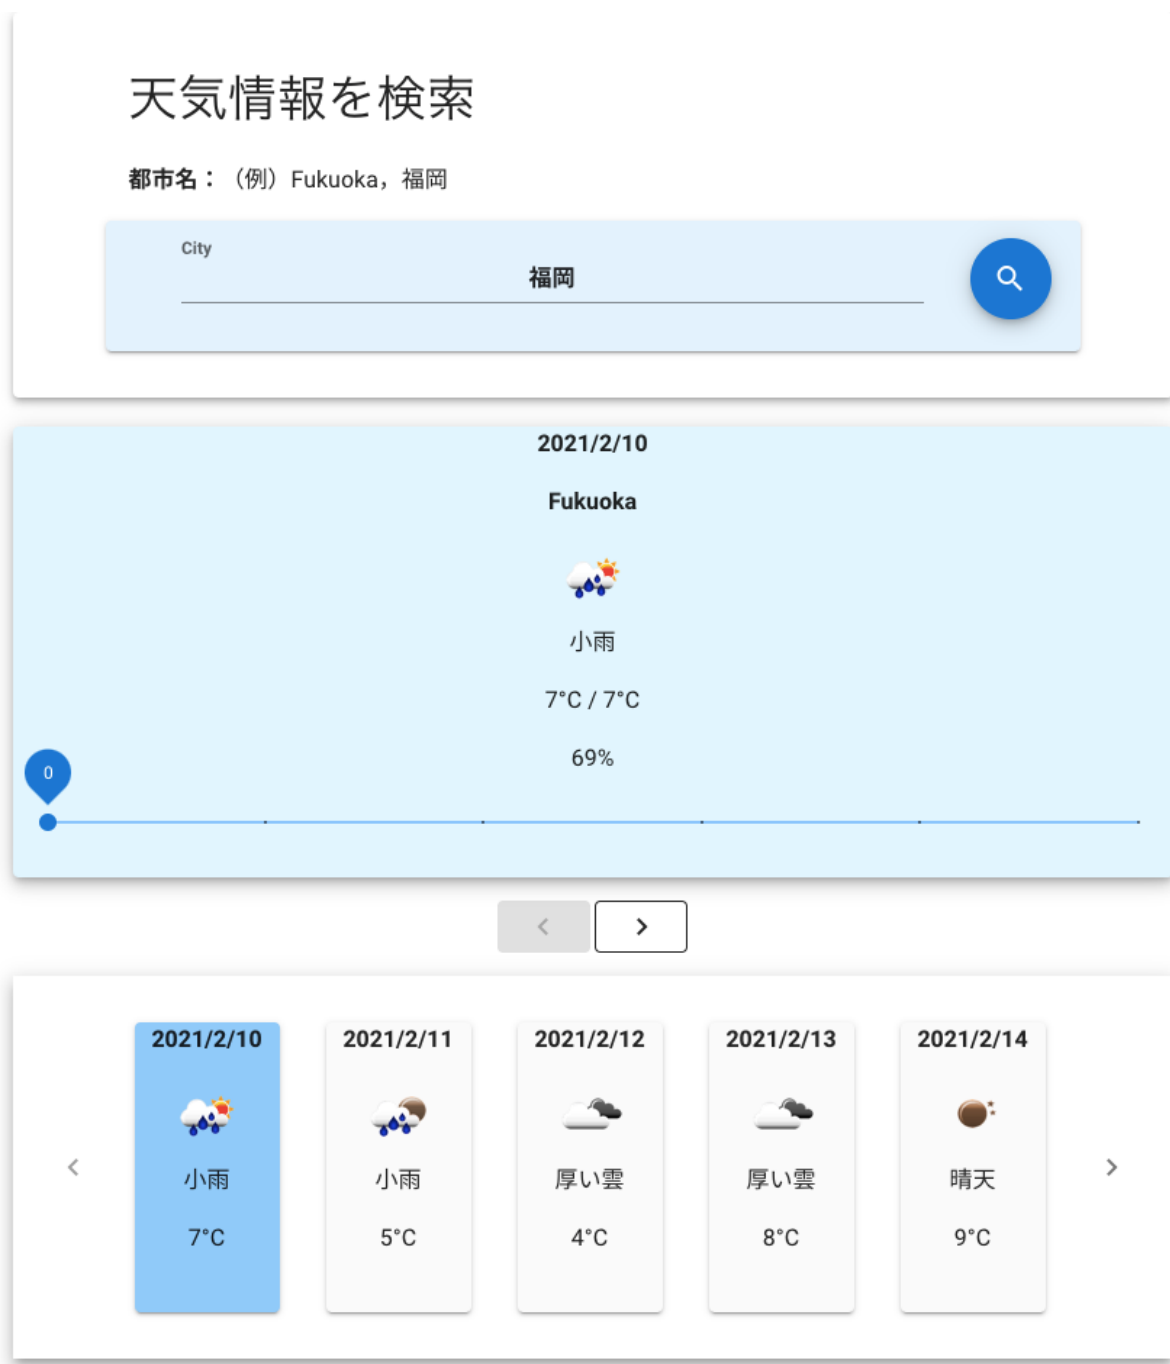 天気情報を検索
都市名：（例）Fukuoka，福岡
City
福岡
2021/2/10
Fukuoka
小雨
7°C / 7°C
69%
0
2021/2/10
小雨
7°C
2021/2/11
小雨
5°C
2021/2/12
厚い雲
4°C
2021/2/13
厚い雲
8°C
2021/2/14
晴天
9°C